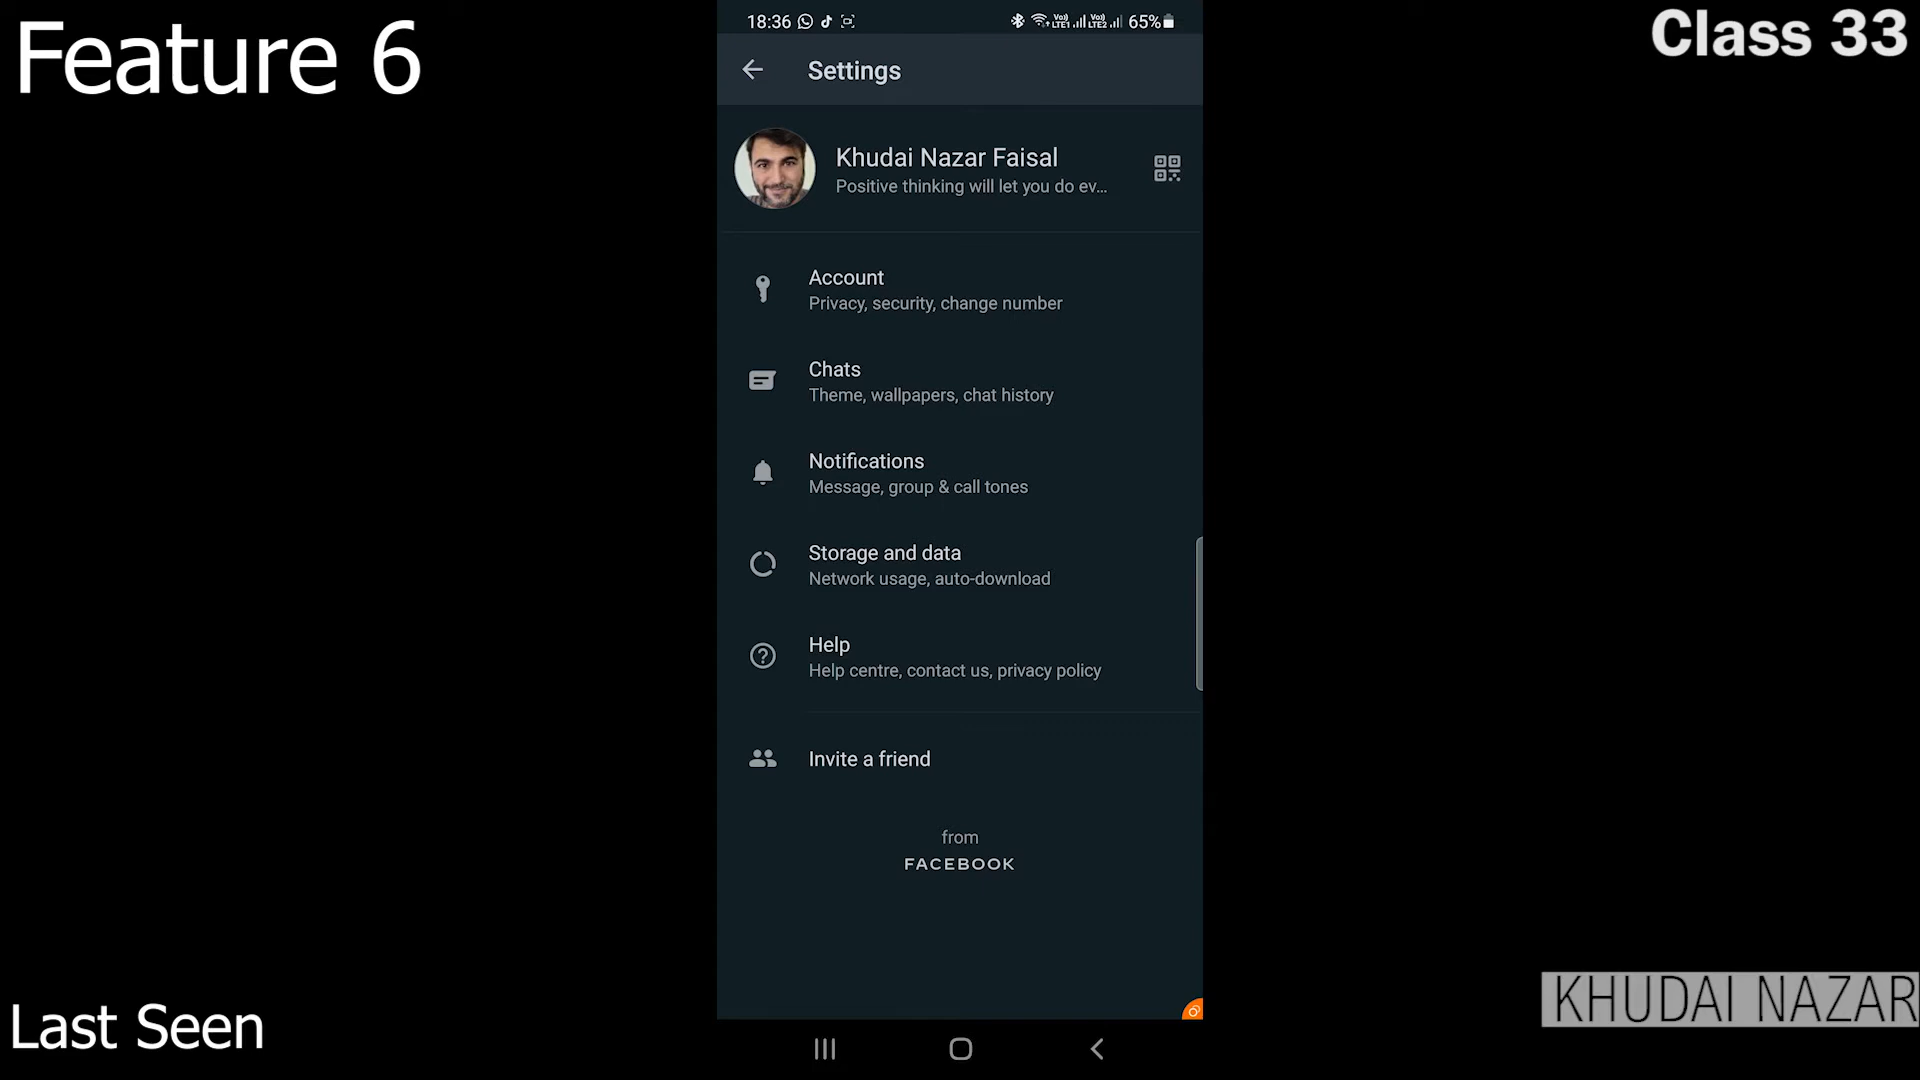 Feature 6
Class 33
18:36
65%
Settings
Khudai Nazar Faisal
Positive thinking will let you do ev...
Account
Privacy, security, change number
Chats
Theme, wallpapers, chat history
Notifications
Message, group & call tones
Storage and data
Network usage, auto-download
Help
Help centre, contact us, privacy policy
Invite a friend
from
FACEBOOK
Last Seen
KHUDAI NAZAR